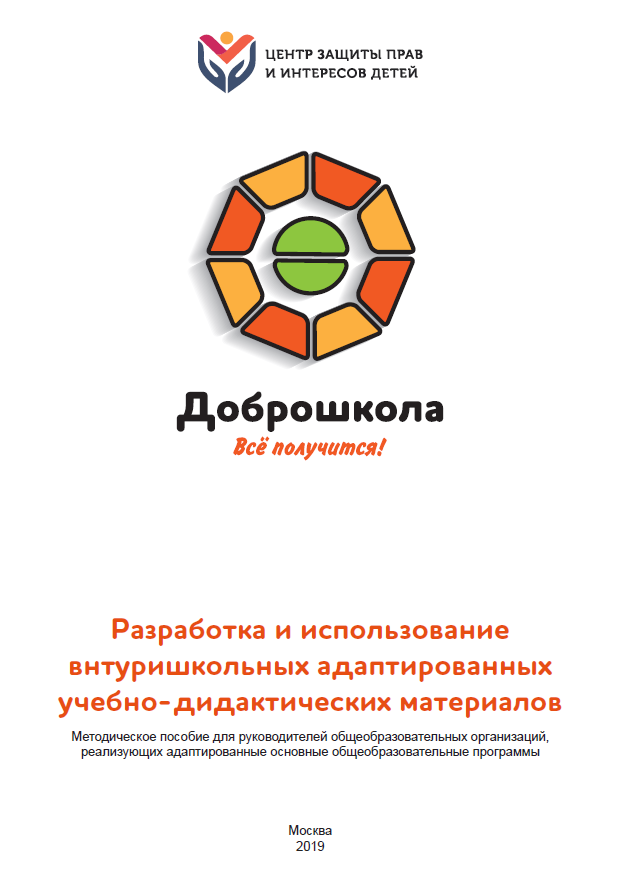 ЦЕНТР ЗАЩИТЫ ПРАВ
И ИНТЕРЕСОВ ДЕТЕЙ
Доброшкола
Всё получится!
Разработка и использование
внтуришкольных адаптированных
учебно-дидактических материалов
Методическое пособие для руководителей общеобразовательных организаций,
реализующих адаптированные основные общеобразовательные программы
Москва
2019